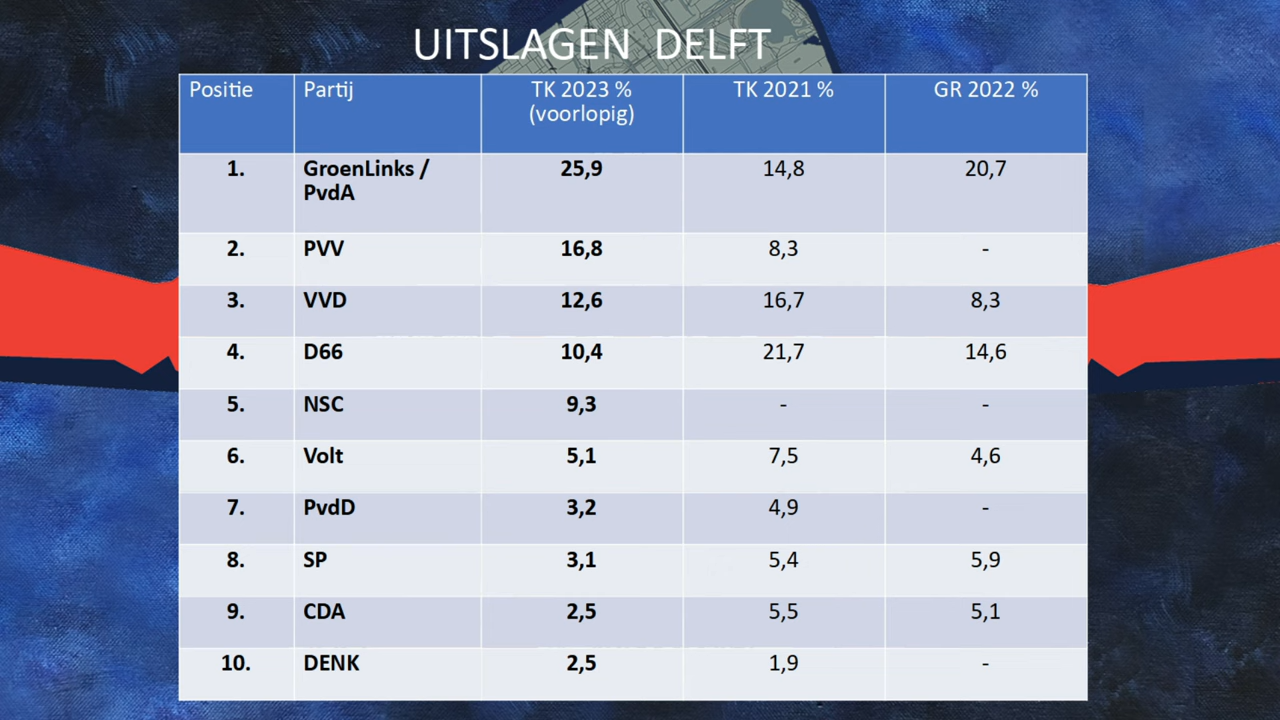 UITSLAGEN DELFT
Positie Partij TK 2023 % TK 2021 % GR 2022 %
(voorlopig)
1. GroenLinks / 25,9 14,8 20,7
PvdA
2. PVV 16,8 8,3 -
3. VVD 12,6 16,7 8,3
4. D66 10,4 21,7 14,6
5. NSC 9,3 - -
6. Volt 5,1 7,5 4,6
7. PvdD 3,2 4,9 -
8. SP 3,1 5,4 5,9
9. CDA 2,5 5,5 5,1
10. DENK 2,5 1,9 -